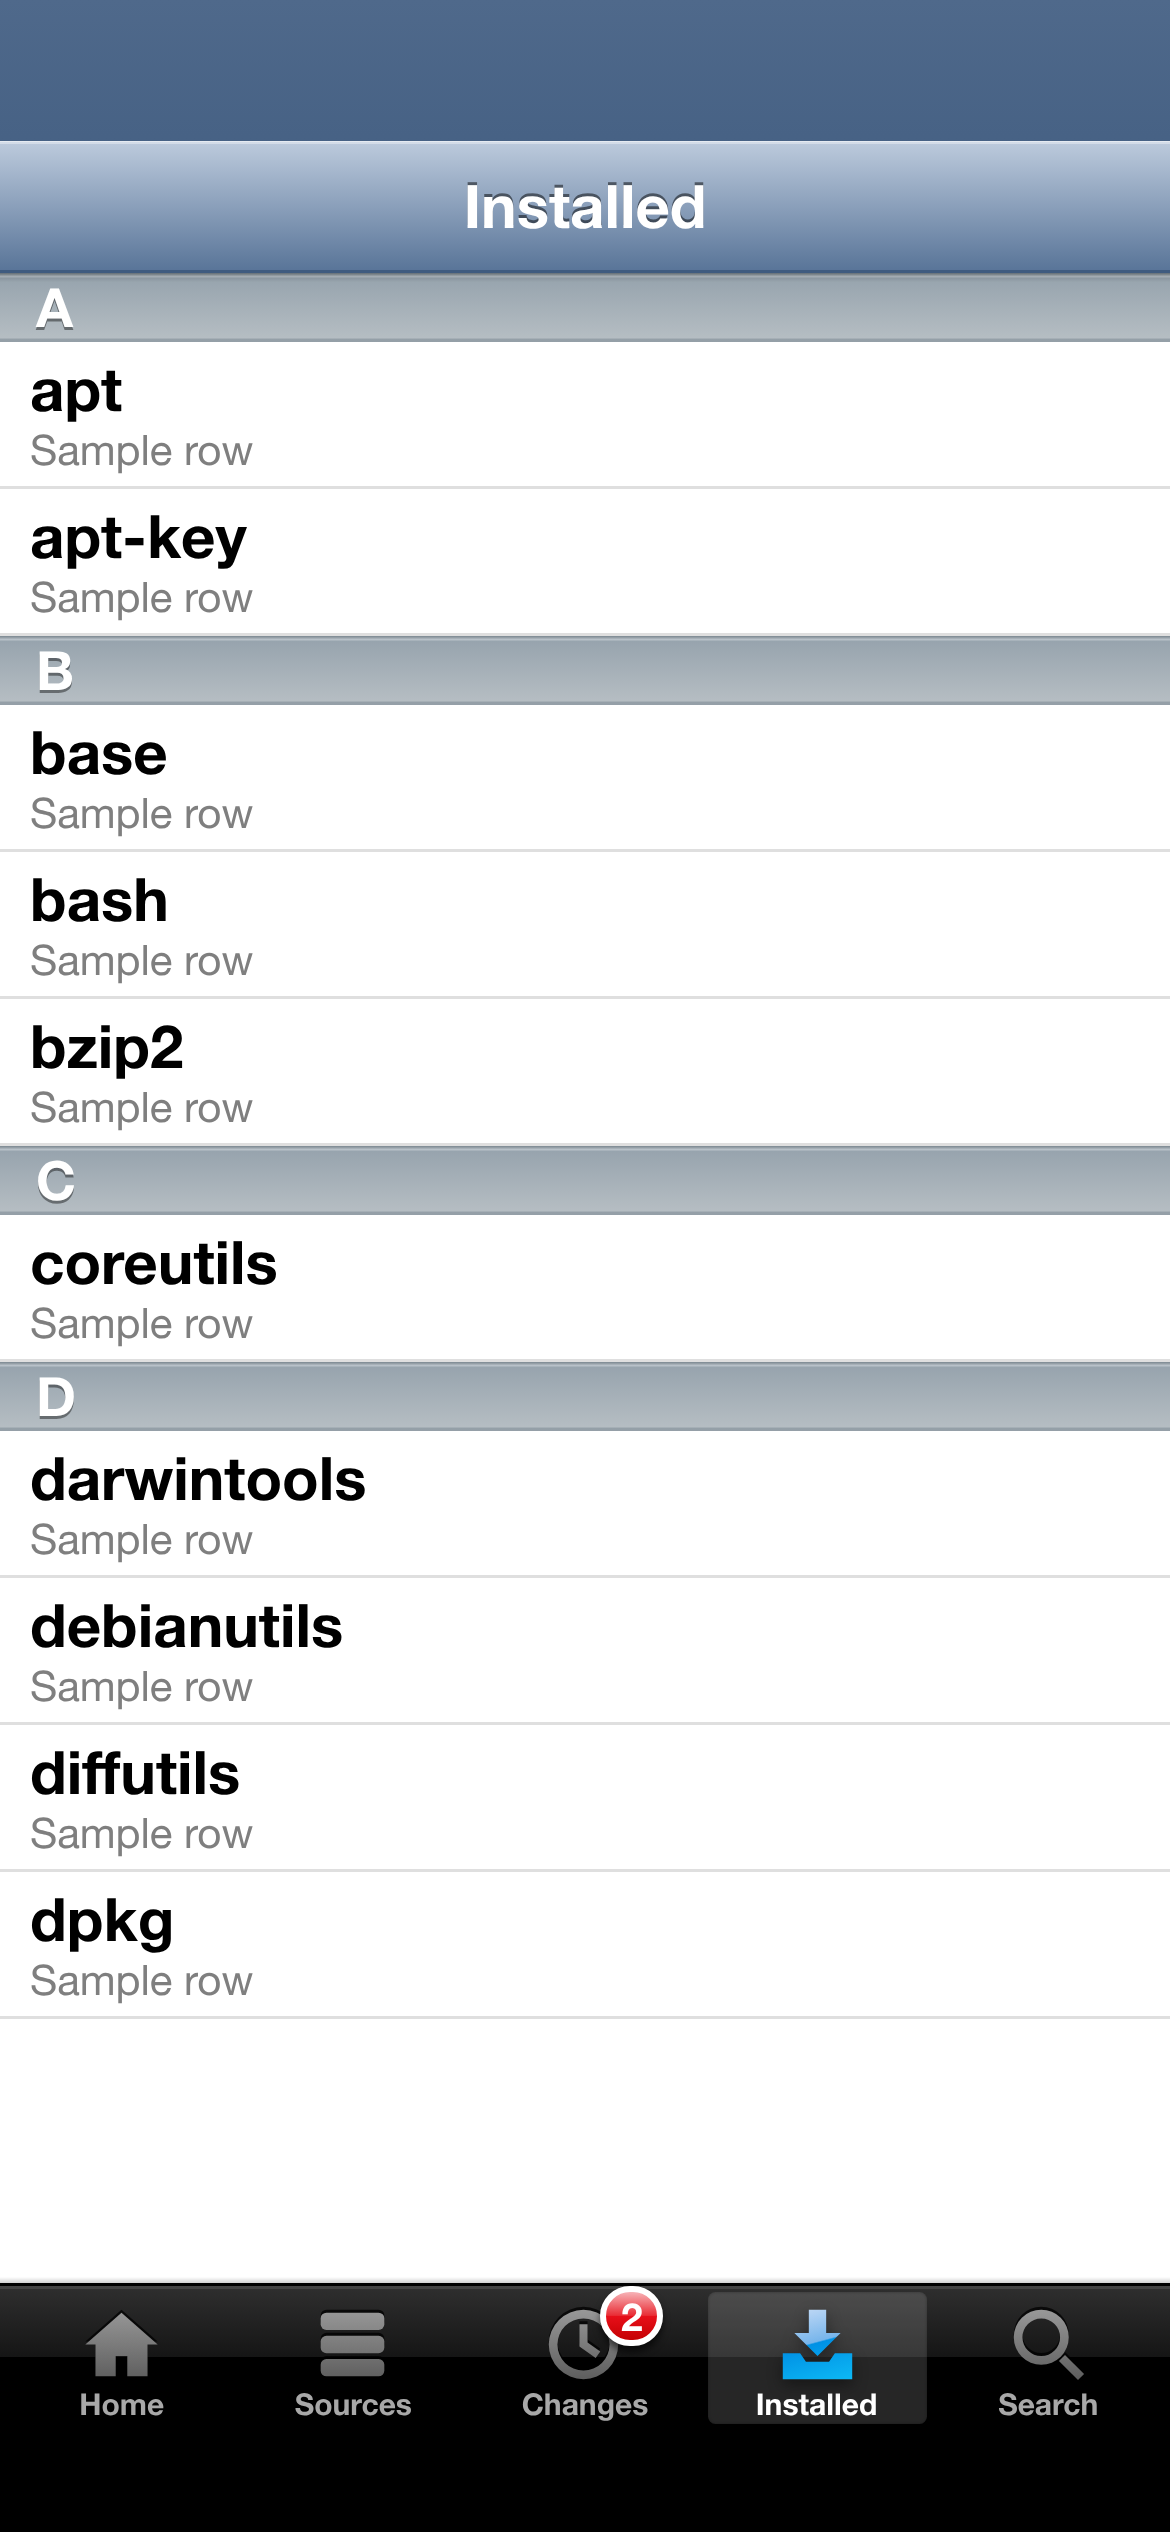 Installed
A
apt
Sample row
apt-key
Sample row
B
base
Sample row
bash
Sample row
bzip2
Sample row
C
coreutils
Sample row
D
darwintools
Sample row
debianutils
Sample row
diffutils
Sample row
dpkg
Sample row
2
Home Sources Changes Installed Search